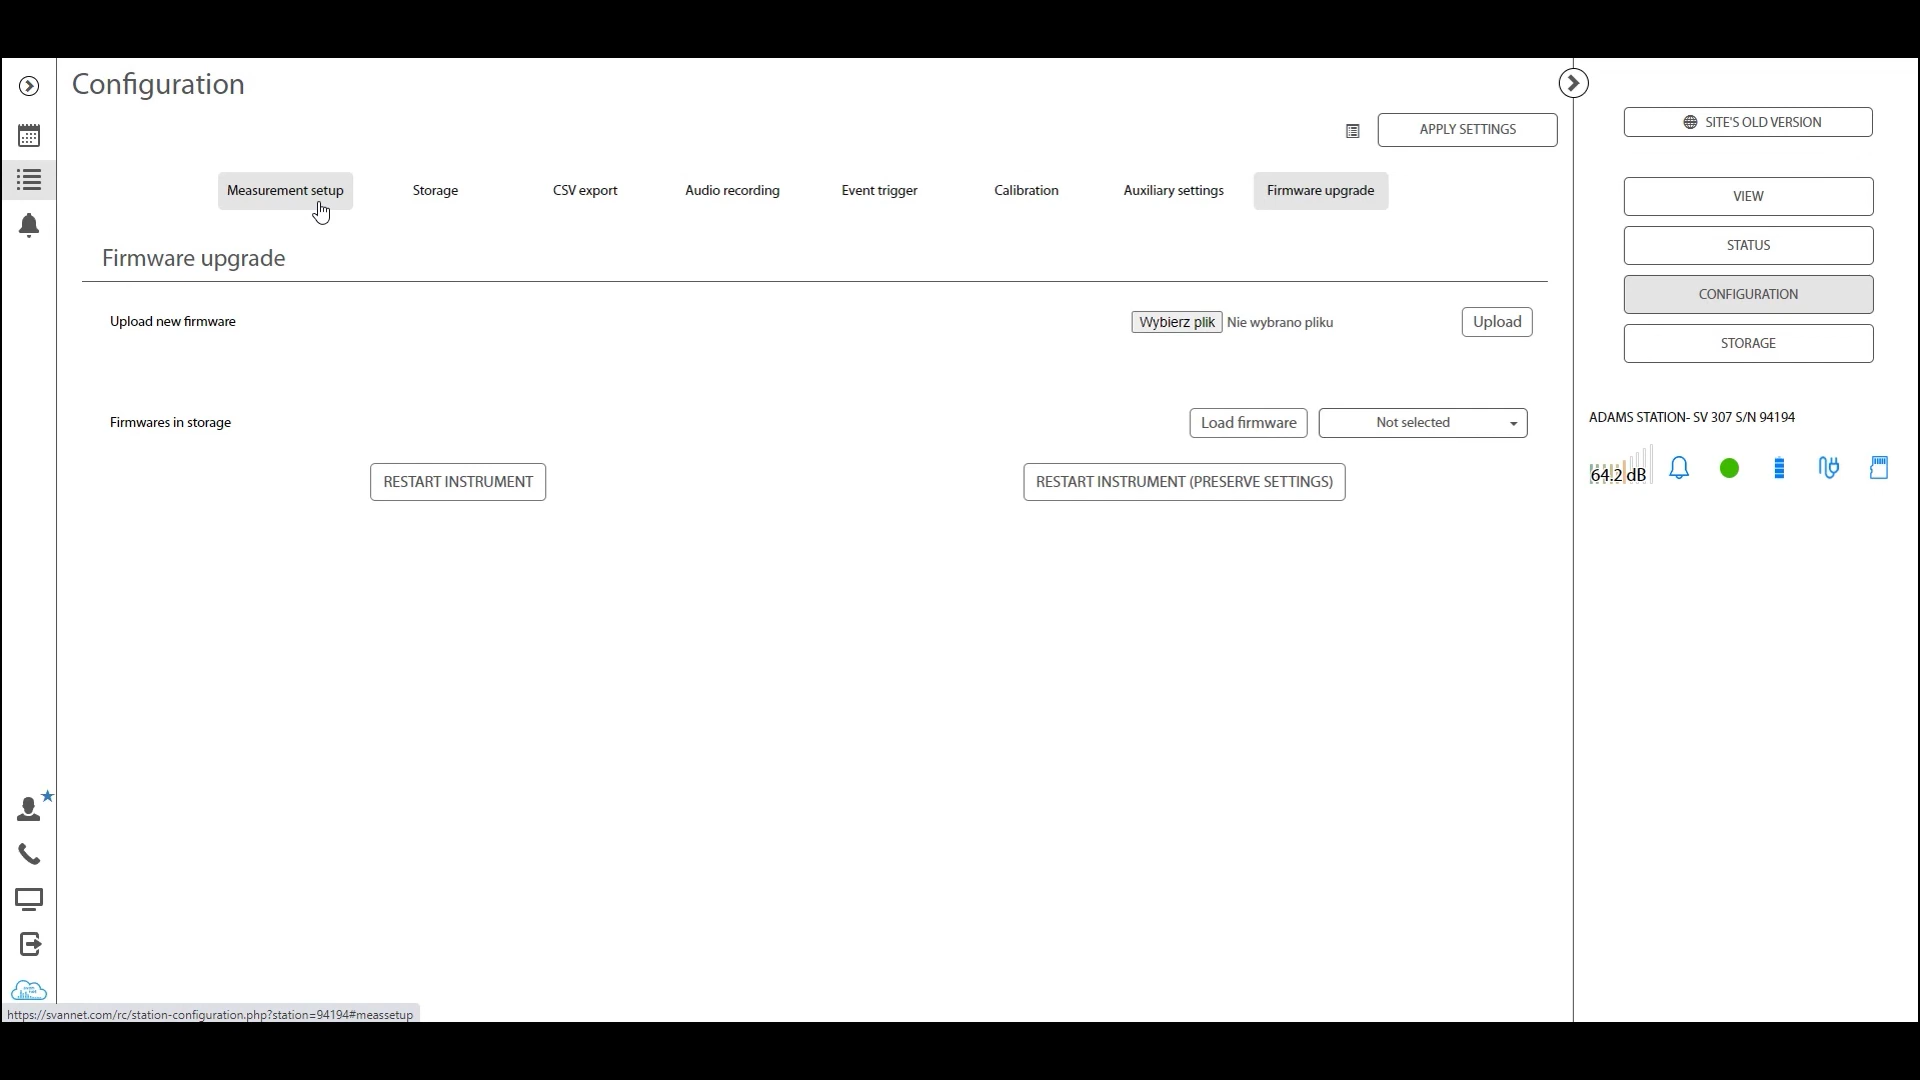 Configuration
APPLY SETTINGS
SITE'S OLD VERSION
Measurement setup
Storage
CSV export
Audio recording
Event trigger
Calibration
Auxiliary settings
Firmware upgrade
VIEW
STATUS
CONFIGURATION
STORAGE
Firmware upgrade
Upload new firmware
Wybierz plik Nie wybrano pliku
Upload
Firmwares in storage
Load firmware
Not selected
RESTART INSTRUMENT
RESTART INSTRUMENT (PRESERVE SETTINGS)
ADAMS STATION- SV 307 S/N 94194
64.2 dB
https://svannet.com/rc/station-configuration.php?station=94194#meassetup